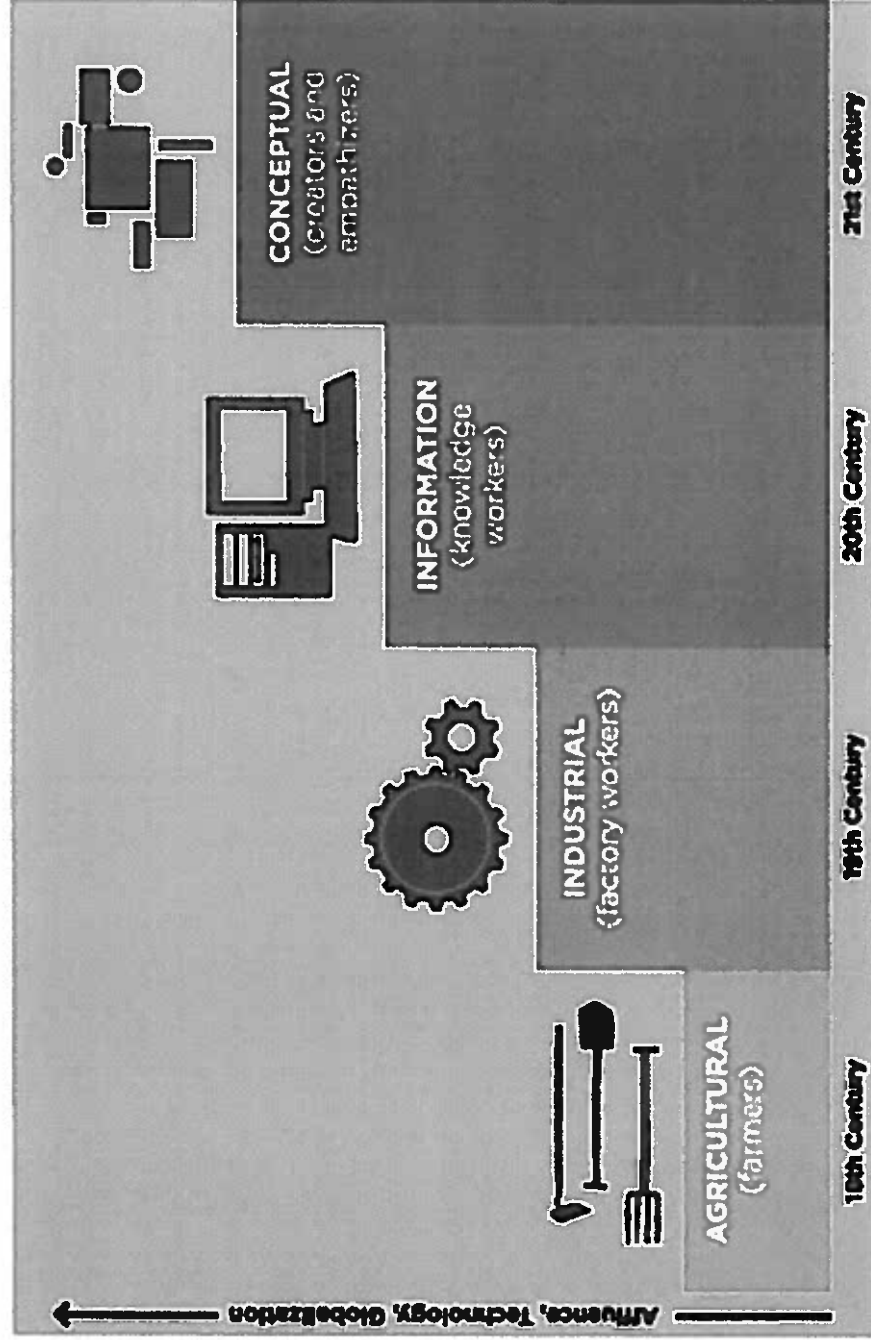 Affluence, Technology, Globalization
AGRICULTURAL
(farmers)
INDUSTRIAL
(factory workers)
INFORMATION
(knowledge
workers)
CONCEPTUAL
(creators and
empathizers)
18th Century
19th Century
20th Century
21st Century